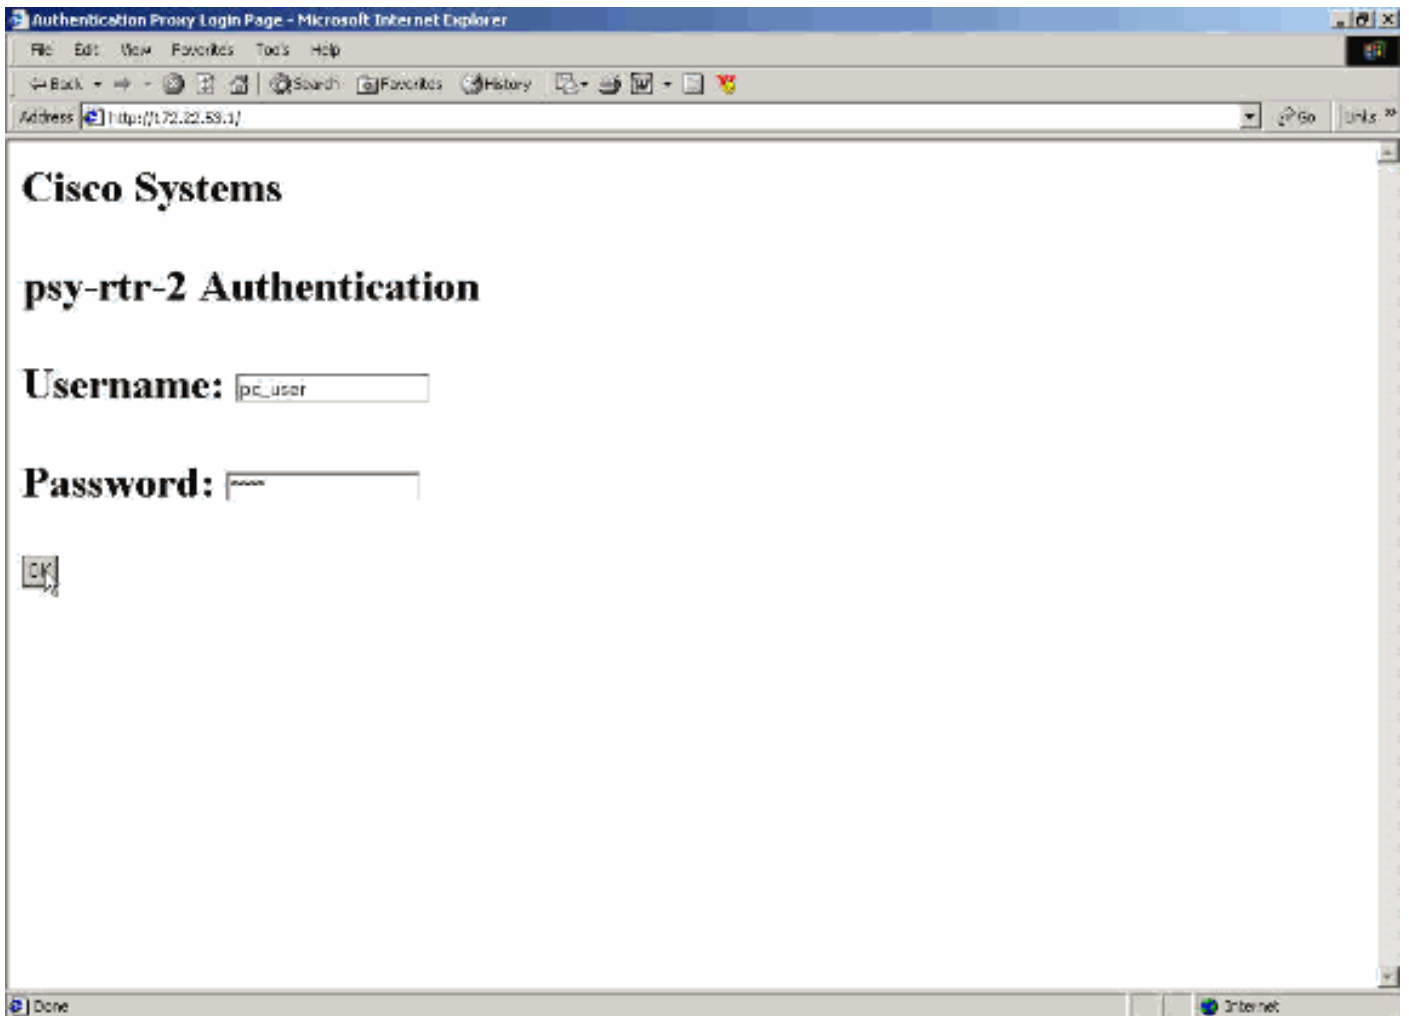 Authentication Proxy Login Page - Microsoft Internet Explorer
File Edit View Favorites Tools Help
Back Search Favorites History
Address http://172.22.53.1/ Go Links »
Cisco Systems
psy-rtr-2 Authentication
Username: pc_user
Password: *****
OK
Done Internet